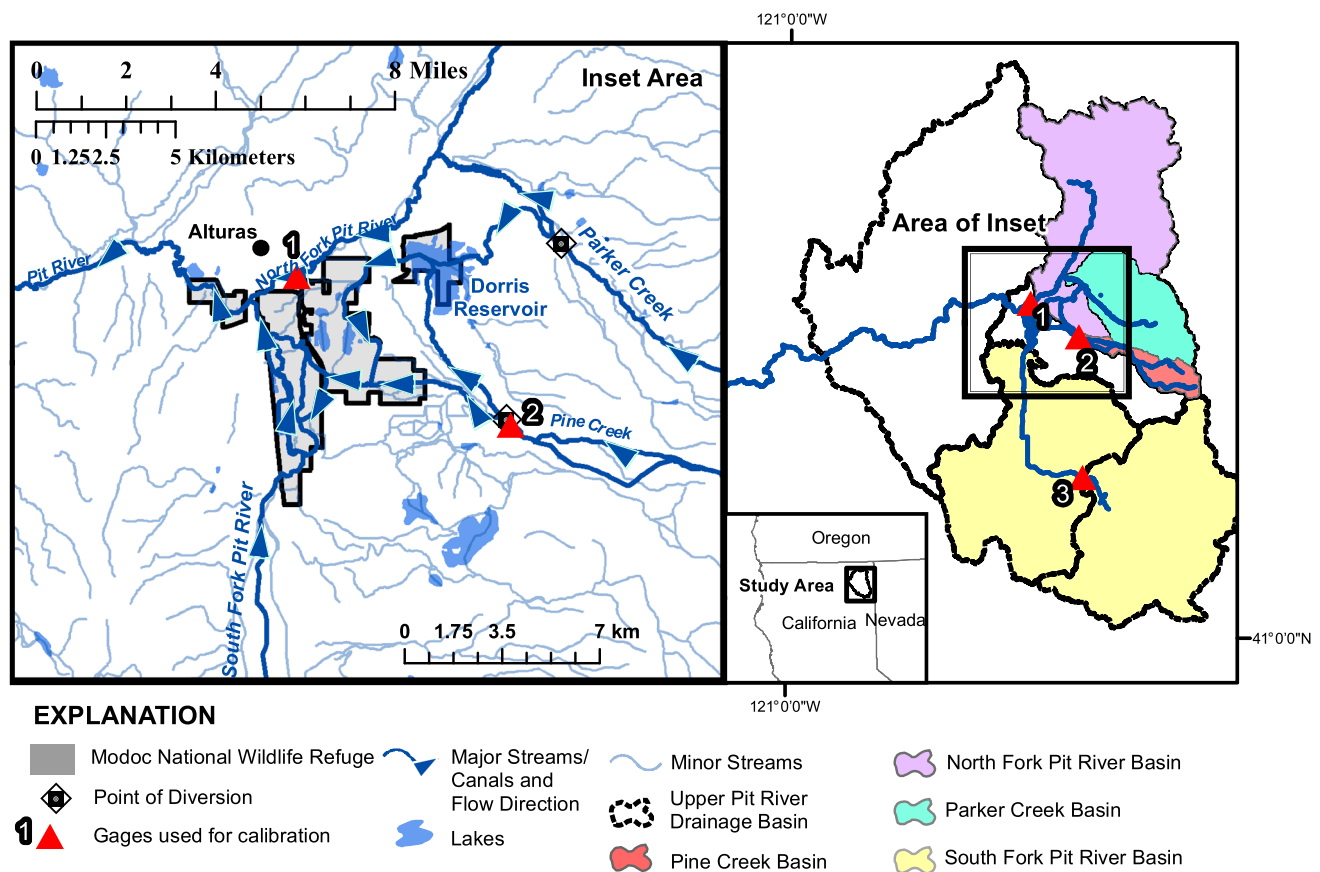 121°0'0"W
0 2 4 8 Miles
Inset Area
0 1.25 2.5 5 Kilometers
Alturas
1
North Fork Pit River
Pit River
Parker Creek
Dorris
Reservoir
2
Pine Creek
South Fork Pit River
0 1.75 3.5 7 km
Area of Inset
1
2
3
Oregon
Study Area
California
Nevada
41°0'0"N
121°0'0"W
EXPLANATION
Modoc National Wildlife Refuge
Point of Diversion
1
Gages used for calibration
Major Streams/
Canals and
Flow Direction
Lakes
Minor Streams
Upper Pit River
Drainage Basin
Pine Creek Basin
North Fork Pit River Basin
Parker Creek Basin
South Fork Pit River Basin